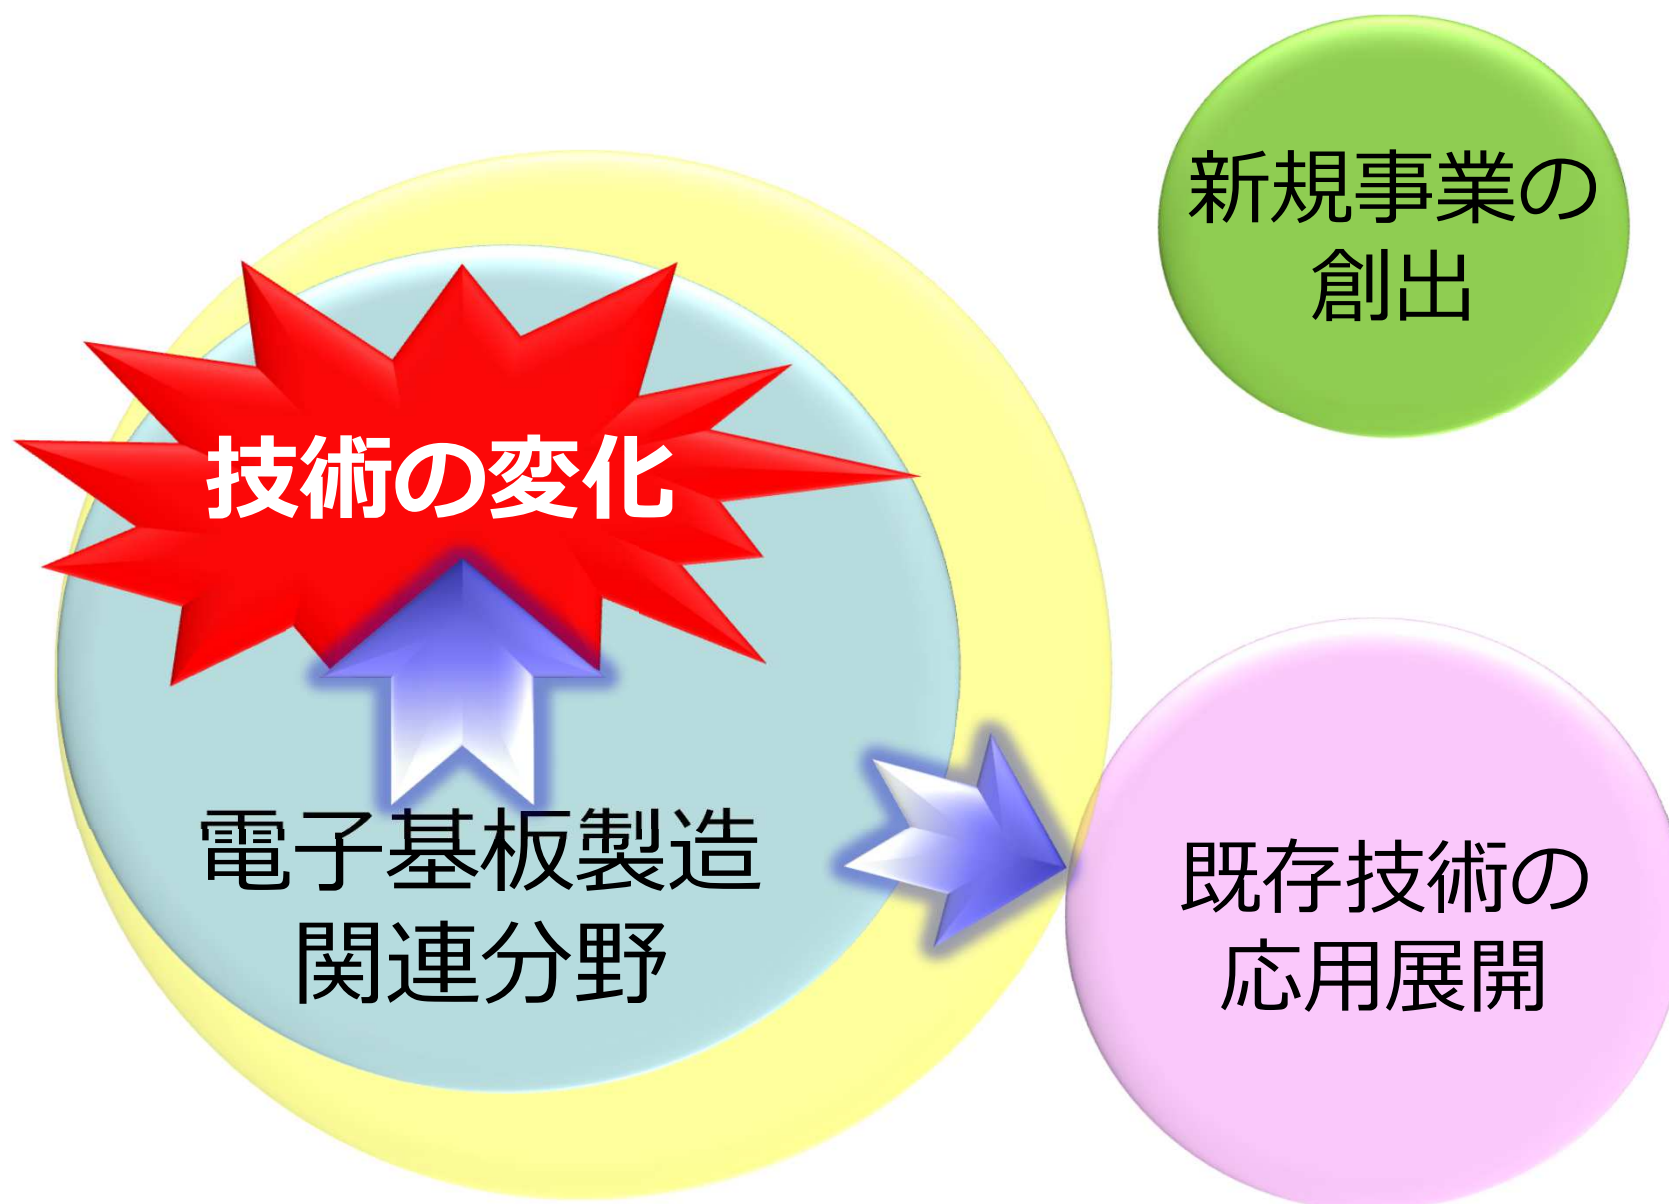 新規事業の
創出
技術の変化
電子基板製造
関連分野
既存技術の
応用展開